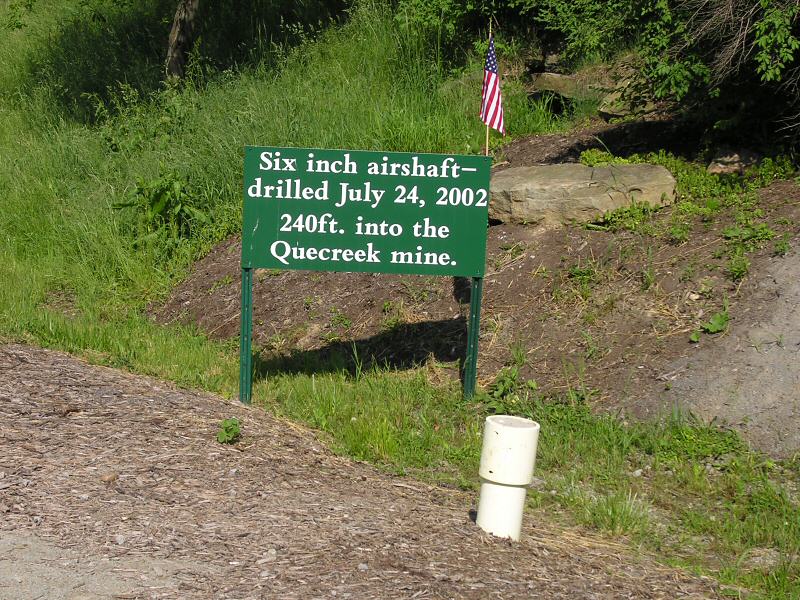 Six inch airshaft–
drilled July 24, 2002
240ft. into the
Quecreek mine.